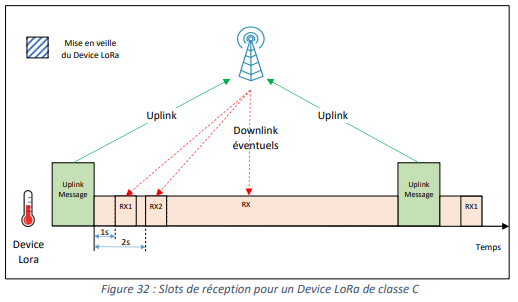 Mise en veille
du Device LoRa
Uplink
Downlink
éventuels
Uplink
Uplink
Message
RX1
RX2
RX
Uplink
Message
RX1
1s
2s
Device
Lora
Temps
Figure 32 : Slots de réception pour un Device LoRa de classe C